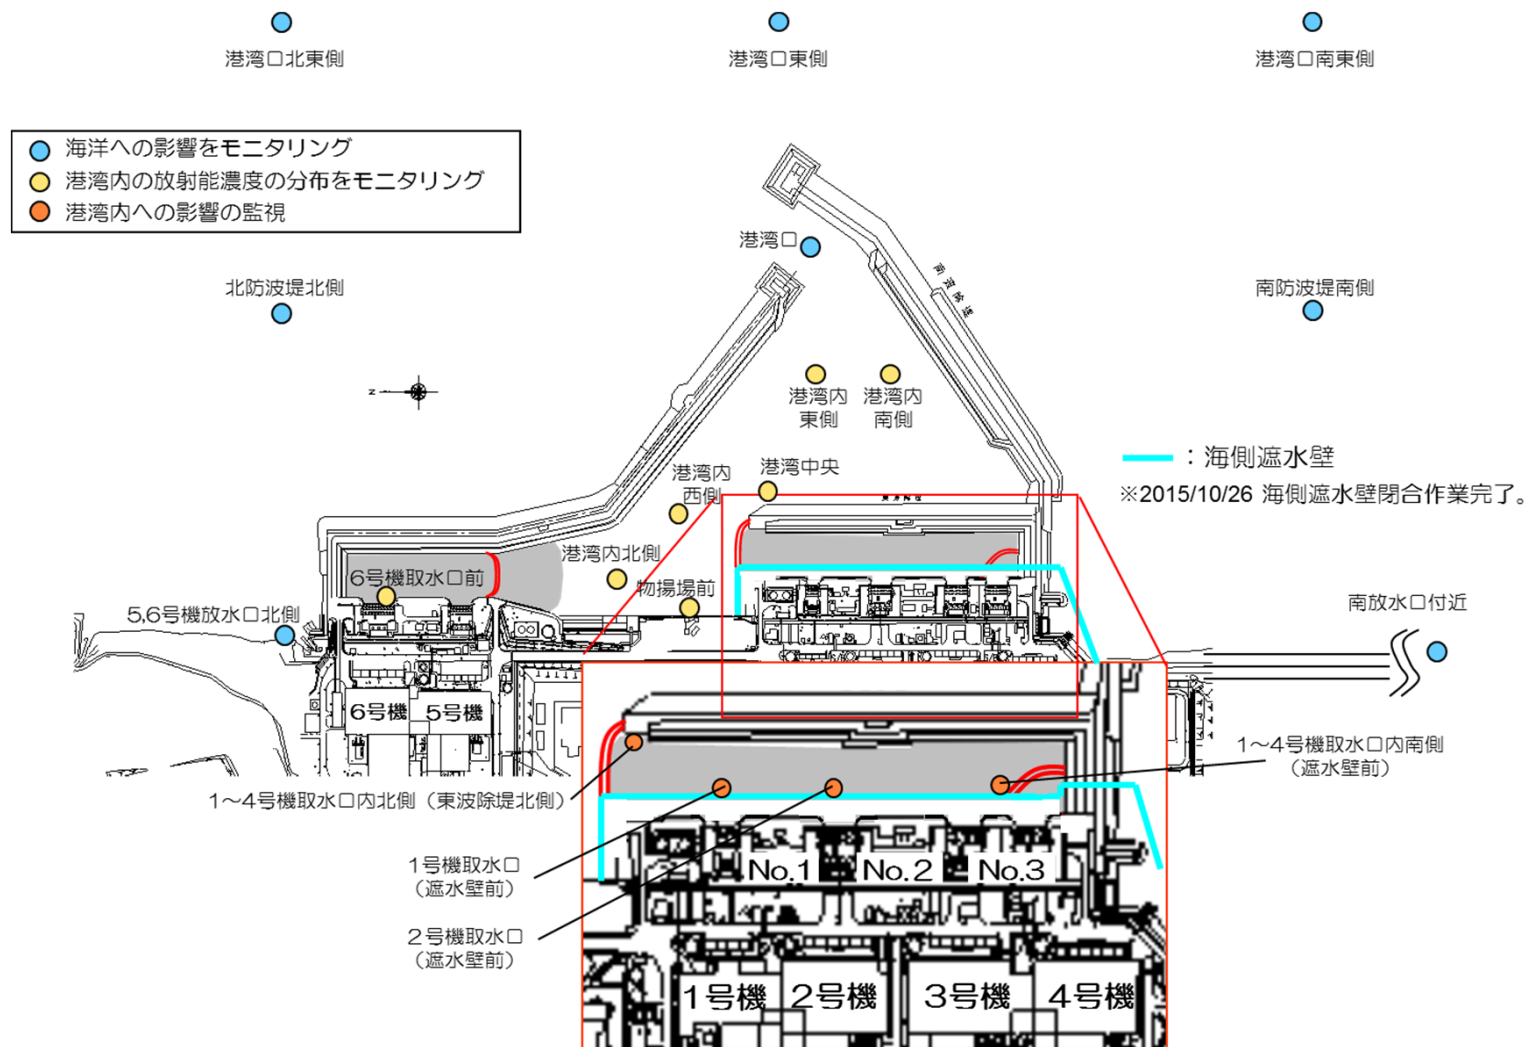 港湾口北東側
港湾口東側
港湾口南東側
海洋への影響をモニタリング
港湾内の放射能濃度の分布をモニタリング
港湾内への影響の監視
港湾口
南波除堤
北防波堤北側
南防波堤南側
N
港湾内
東側
港湾内
南側
港湾内
西側
港湾中央
：海側遮水壁
※2015/10/26 海側遮水壁閉合作業完了。
東波除堤
港湾内北側
6号機取水口前
物揚場前
5,6号機放水口北側
南放水口付近
6号機
5号機
1～4号機取水口内南側
（遮水壁前）
1～4号機取水口内北側（東波除堤北側）
1号機取水口
（遮水壁前）
No.1
No.2
No.3
2号機取水口
（遮水壁前）
1号機
2号機
3号機
4号機